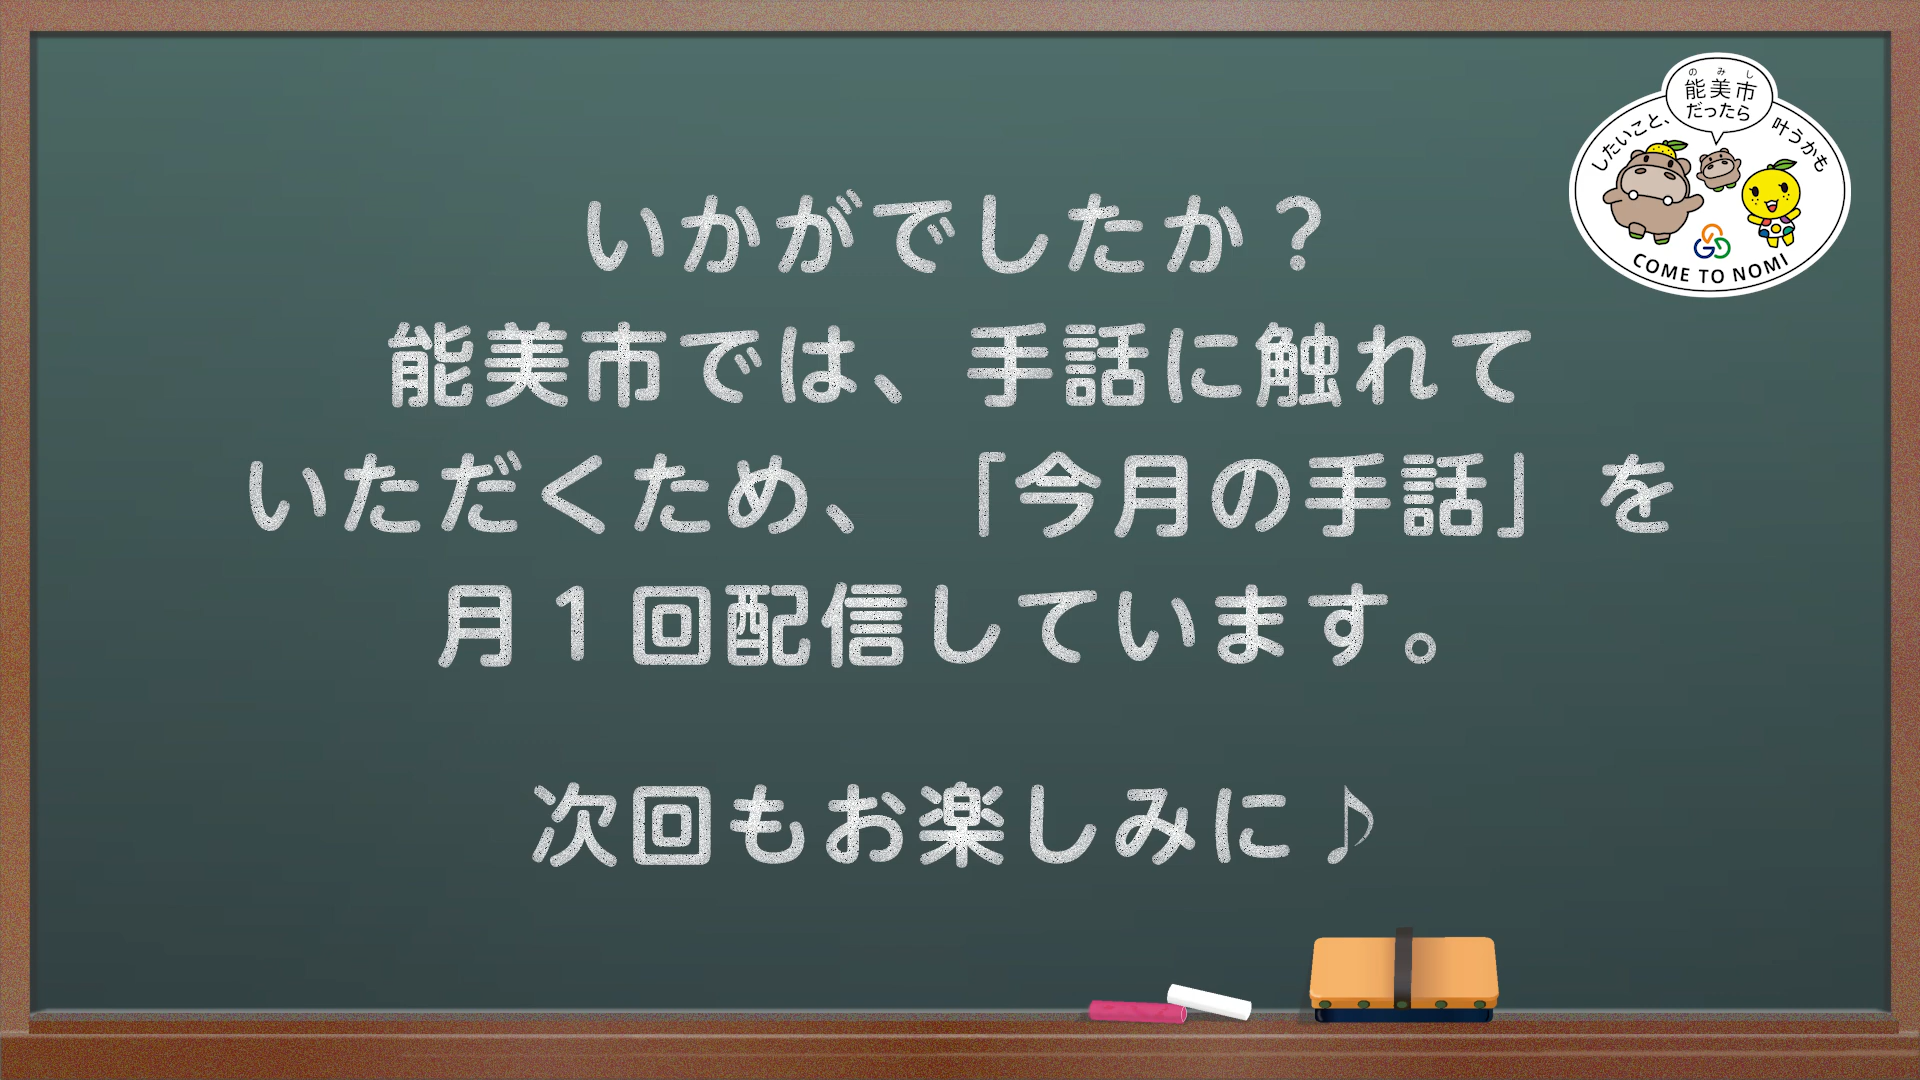 いかがでしたか？
能美市では、手話に触れて
いただくため、「今月の手話」を
月１回配信しています。
次回もお楽しみに♪
のみし
能美市
だったら
したいこと、
叶うかも
COME TO NOMI